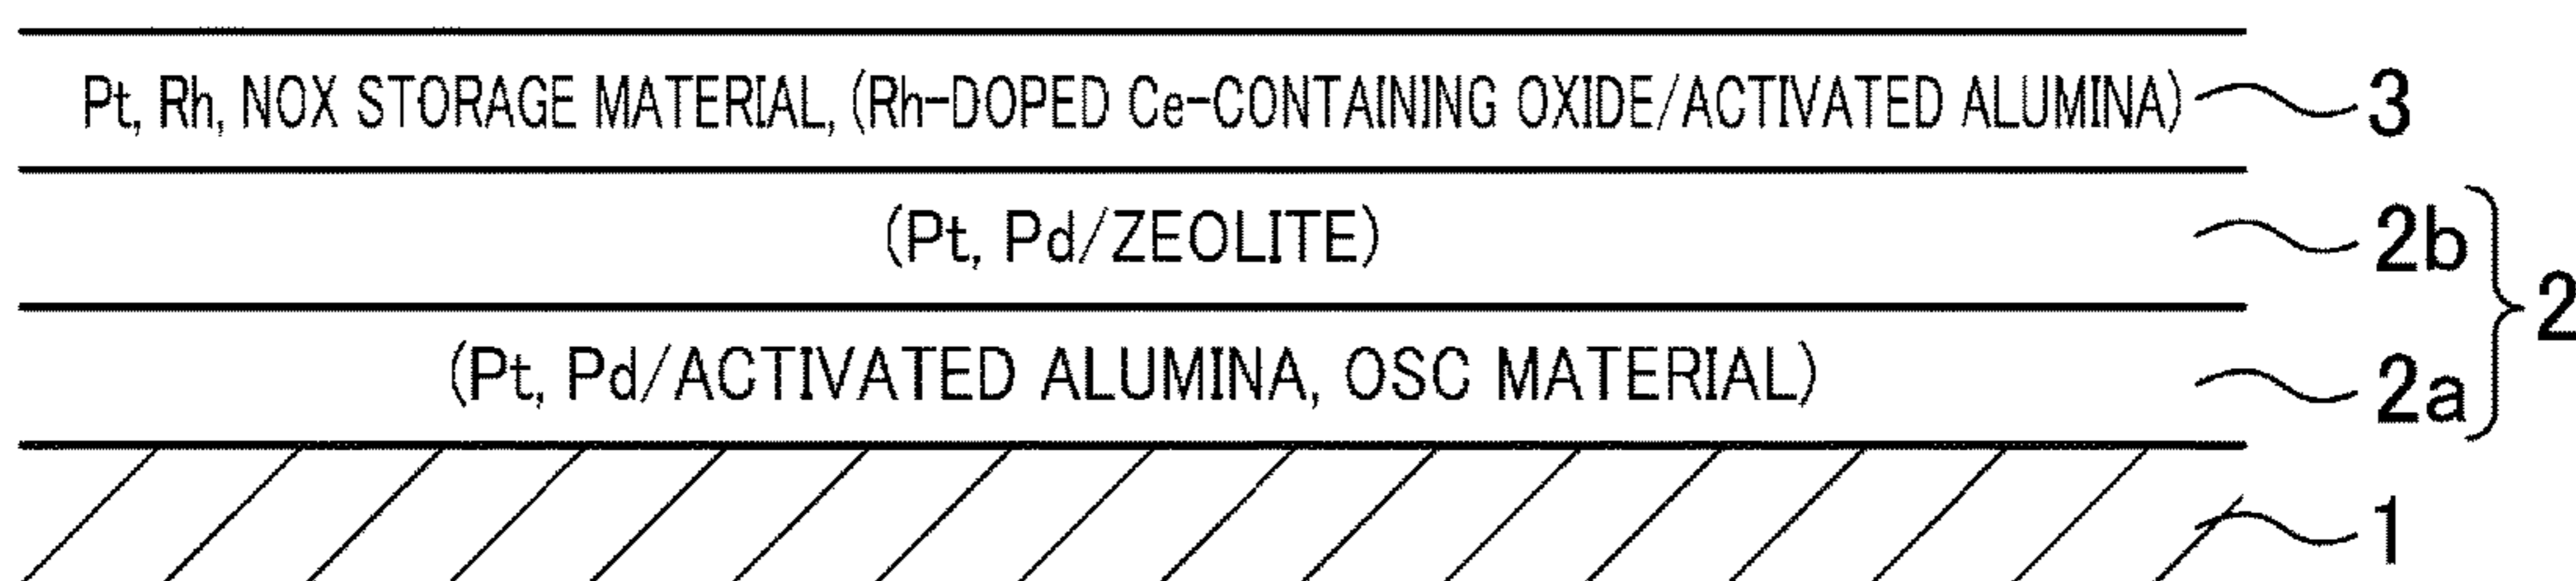 Pt, Rh, NOX STORAGE MATERIAL, (Rh-DOPED Ce-CONTAINING OXIDE/ACTIVATED ALUMINA) 3
(Pt, Pd/ZEOLITE) 2b
2
(Pt, Pd/ACTIVATED ALUMINA, OSC MATERIAL) 2a
1